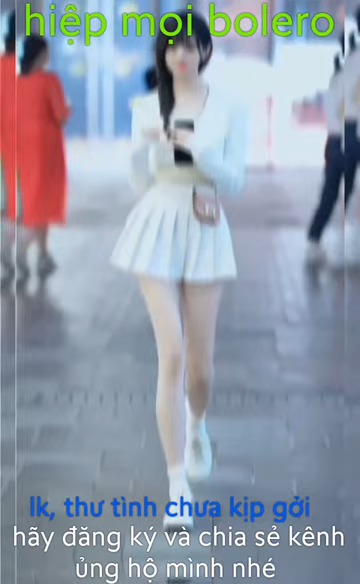 hiệp mọi bolero
lk, thư tình chưa kịp gởi
hãy đăng ký và chia sẻ kênh
ủng hộ mình nhé